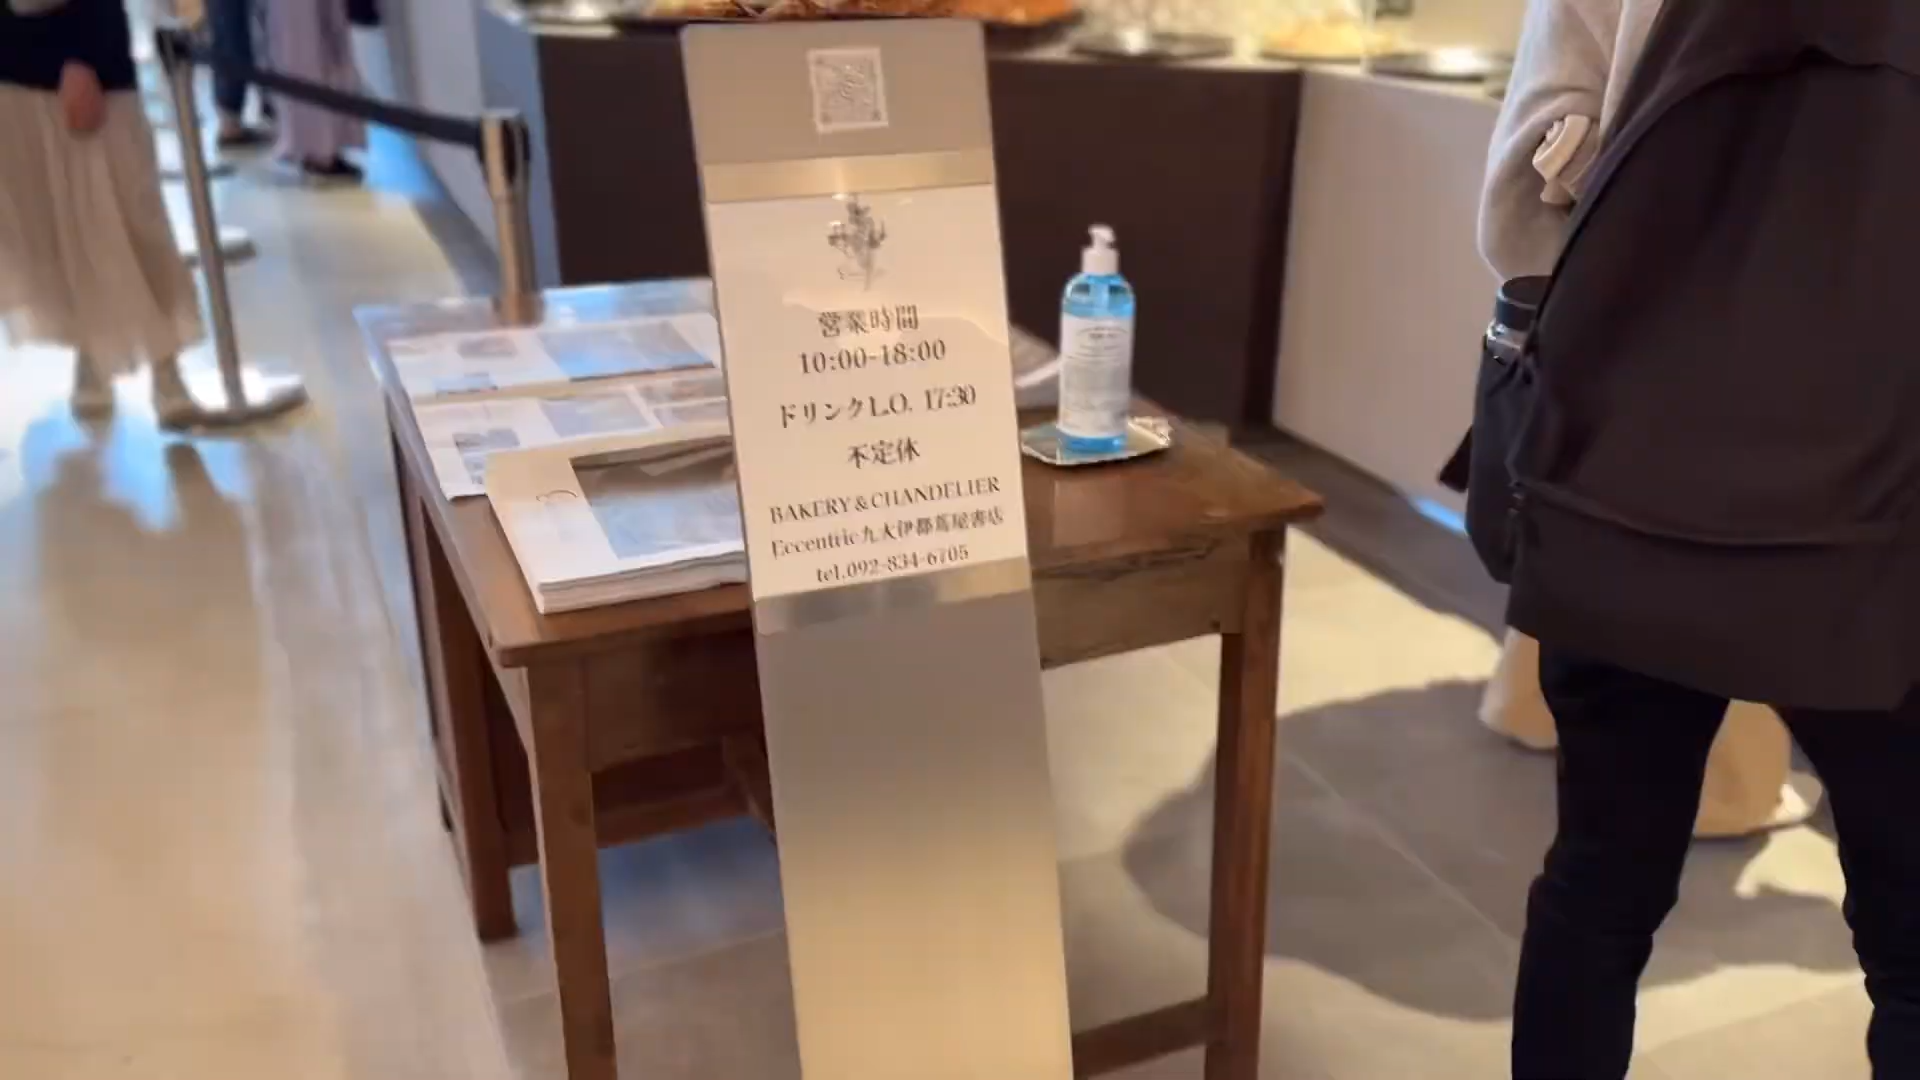 営業時間
10:00-18:00
ドリンクL.O. 17:30
不定休
BAKERY&CHANDELIER
Eccentric九大伊都蔦屋書店
tel.092-834-6705